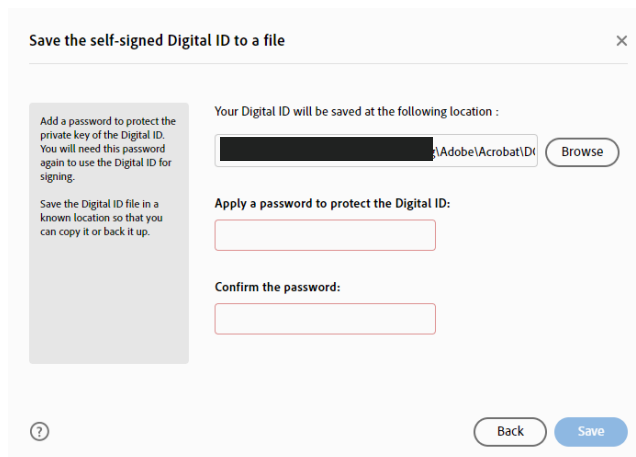 Save the self-signed Digital ID to a file
Add a password to protect the
private key of the Digital ID.
You will need this password
again to use the Digital ID for
signing.
Save the Digital ID file in a
known location so that you
can copy it or back it up.
Your Digital ID will be saved at the following location :
\Adobe\Acrobat\DC
Browse
Apply a password to protect the Digital ID:
Confirm the password:
?
Back
Save